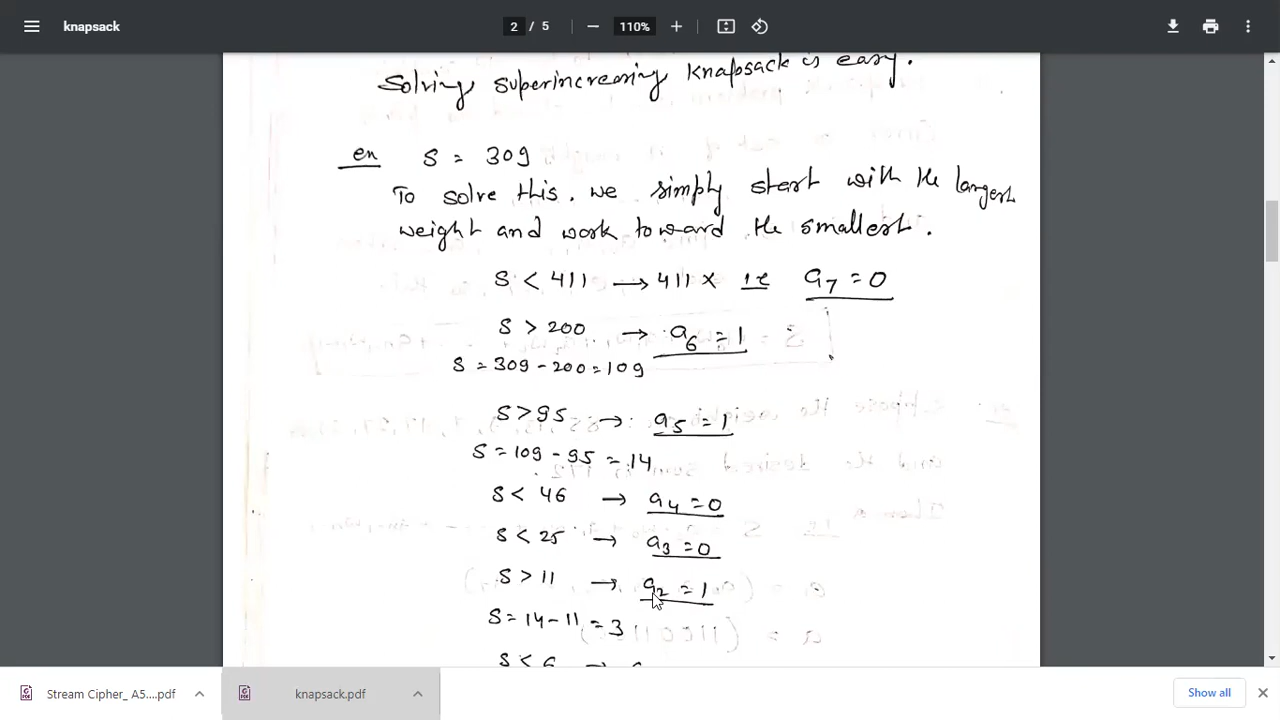 knapsack
2 / 5
110%
Solving superincreasing knapsack is easy.
en S = 309
To solve this. we simply start with the largest
weight and work toward the smallest.
S < 411 → 411 × ie a7 = 0
S > 200 → a6 = 1
S = 309 - 200 = 109
S > 95 → a5 = 1
S = 109 - 95 = 14
S < 46 → a4 = 0
S < 25 → a3 = 0
S > 11 → a2 = 1
S = 14 - 11 = 3
S < 6 →
Stream Cipher_ A5....pdf
knapsack.pdf
Show all